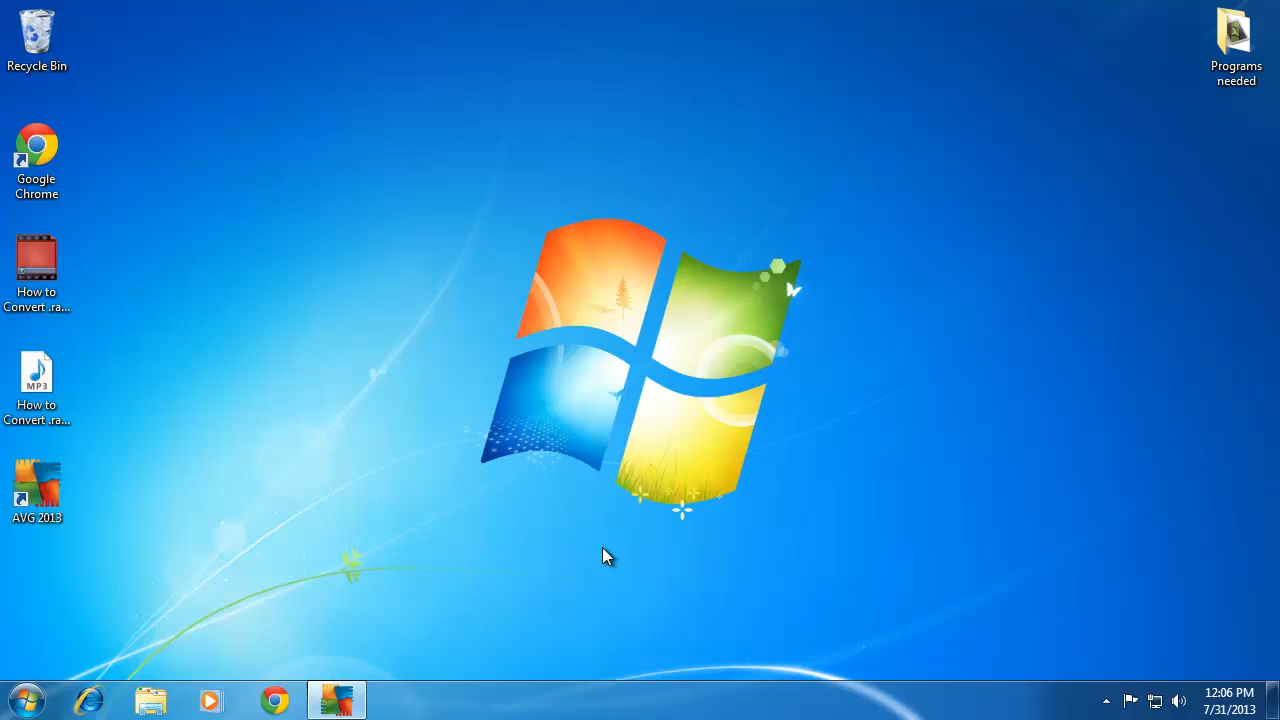 Recycle Bin
Programs
needed
Google
Chrome
How to
Convert .ra...
MP3
How to
Convert .ra...
AVG 2013
12:06 PM
7/31/2013